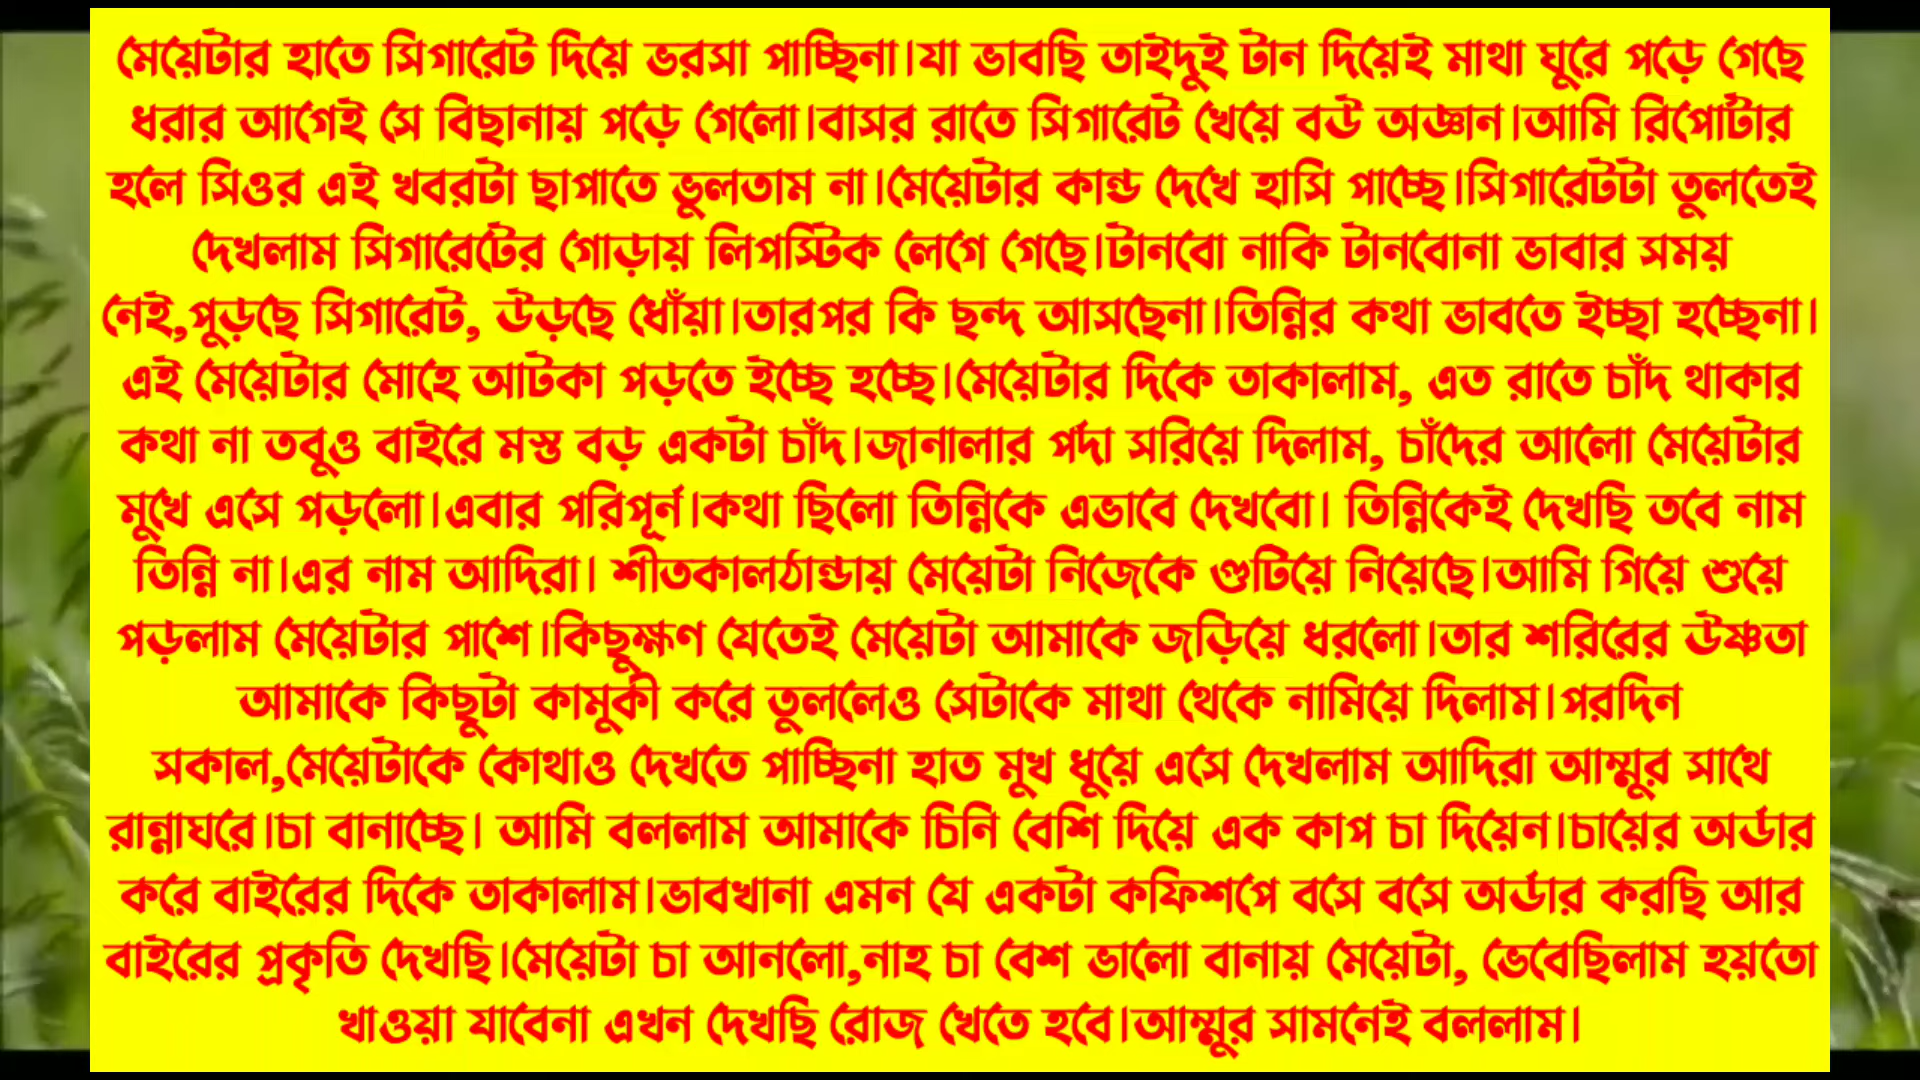 মেয়েটার হাতে সিগারেট দিয়ে ভরসা পাচ্ছিনা।যা ভাবছি তাইদুই টান দিয়েই মাথা ঘুরে পড়ে গেছে
ধরার আগেই সে বিছানায় পড়ে গেলো।বাসর রাতে সিগারেট খেয়ে বউ অজ্ঞান।আমি রিপোর্টার
হলে সিওর এই খবরটা ছাপাতে ভুলতাম না।মেয়েটার কান্ড দেখে হাসি পাচ্ছে।সিগারেটটা তুলতেই
দেখলাম সিগারেটের গোড়ায় লিপস্টিক লেগে গেছে।টানবো নাকি টানবোনা ভাবার সময়
নেই,পুড়ছে সিগারেট, উড়ছে ধোঁয়া।তারপর কি ছন্দ আসছেনা।তিন্নির কথা ভাবতে ইচ্ছা হচ্ছেনা।
এই মেয়েটার মোহে আটকা পড়তে ইচ্ছে হচ্ছে।মেয়েটার দিকে তাকালাম, এত রাতে চাঁদ থাকার
কথা না তবুও বাইরে মস্ত বড় একটা চাঁদ।জানালার পর্দা সরিয়ে দিলাম, চাঁদের আলো মেয়েটার
মুখে এসে পড়লো।এবার পরিপূর্ন।কথা ছিলো তিন্নিকে এভাবে দেখবো। তিন্নিকেই দেখছি তবে নাম
তিন্নি না।এর নাম আদিরা। শীতকালঠান্ডায় মেয়েটা নিজেকে গুটিয়ে নিয়েছে।আমি গিয়ে শুয়ে
পড়লাম মেয়েটার পাশে।কিছুক্ষণ যেতেই মেয়েটা আমাকে জড়িয়ে ধরলো।তার শরিরের উষ্ণতা
আমাকে কিছুটা কামুকী করে তুললেও সেটাকে মাথা থেকে নামিয়ে দিলাম।পরদিন
সকাল,মেয়েটাকে কোথাও দেখতে পাচ্ছিনা হাত মুখ ধুয়ে এসে দেখলাম আদিরা আম্মুর সাথে
রান্নাঘরে।চা বানাচ্ছে। আমি বললাম আমাকে চিনি বেশি দিয়ে এক কাপ চা দিয়েন।চায়ের অর্ডার
করে বাইরের দিকে তাকালাম।ভাবখানা এমন যে একটা কফিশপে বসে বসে অর্ডার করছি আর
বাইরের প্রকৃতি দেখছি।মেয়েটা চা আনলো,নাহ চা বেশ ভালো বানায় মেয়েটা, ভেবেছিলাম হয়তো
খাওয়া যাবেনা এখন দেখছি রোজ খেতে হবে।আম্মুর সামনেই বললাম।